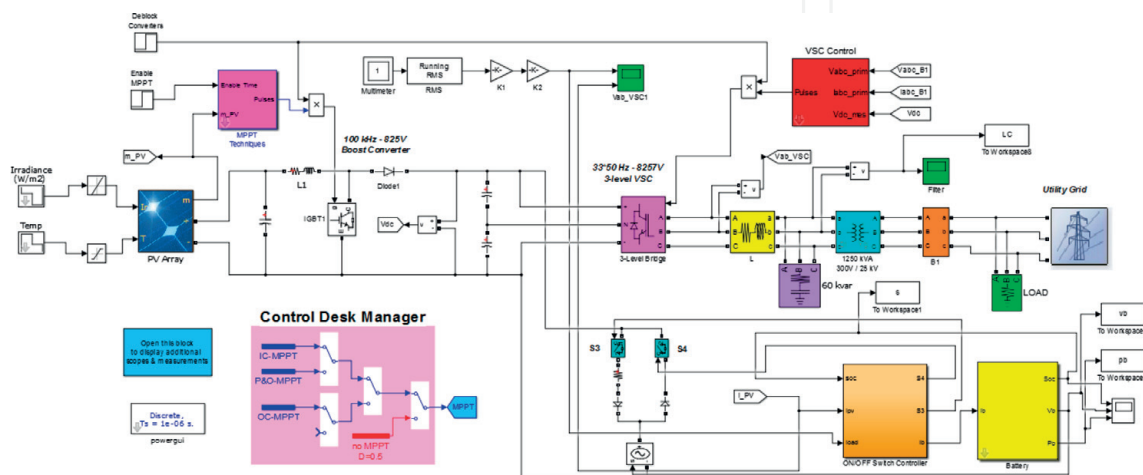 Deblock
Converters
Enable
MPPT
Enable Time
Pulses
m_PV
MPPT
Techniques
m_PV
Irradiance
(W/m2)
Temp
m
T
PV Array
L1
100 kHz - 825V
Boost Converter
Diode1
IGBT1
Vdc
v
1
Multimeter
Running
RMS
RMS
K1
K2
Vab_VSC1
VSC Control
Vabc_prim
Iabc_prim
Vdc_mes
Pulses
Vabc_B1
Iabc_B1
Vdc
33*50 Hz - 8257V
3-level VSC
3-Level Bridge
Vab_VSC
LC
To Workspace6
Filter
Utility Grid
A
B
C
L
60 kvar
1250 kVA
300V / 25 kV
B1
LOAD
6
To Workspace1
vb
To Workspace
pb
To Workspace
Open this block
to display additional
scopes & measurements
Discrete,
Ts = 1e-06 s.
powergui
Control Desk Manager
IC-MPPT
P&O-MPPT
OC-MPPT
no MPPT
D=0.5
MPPT
S3
S4
I_PV
soc
Ipv
load
S4
S3
Ib
ON/OFF Switch Controller
Ib
Soc
Vb
Pb
Battery